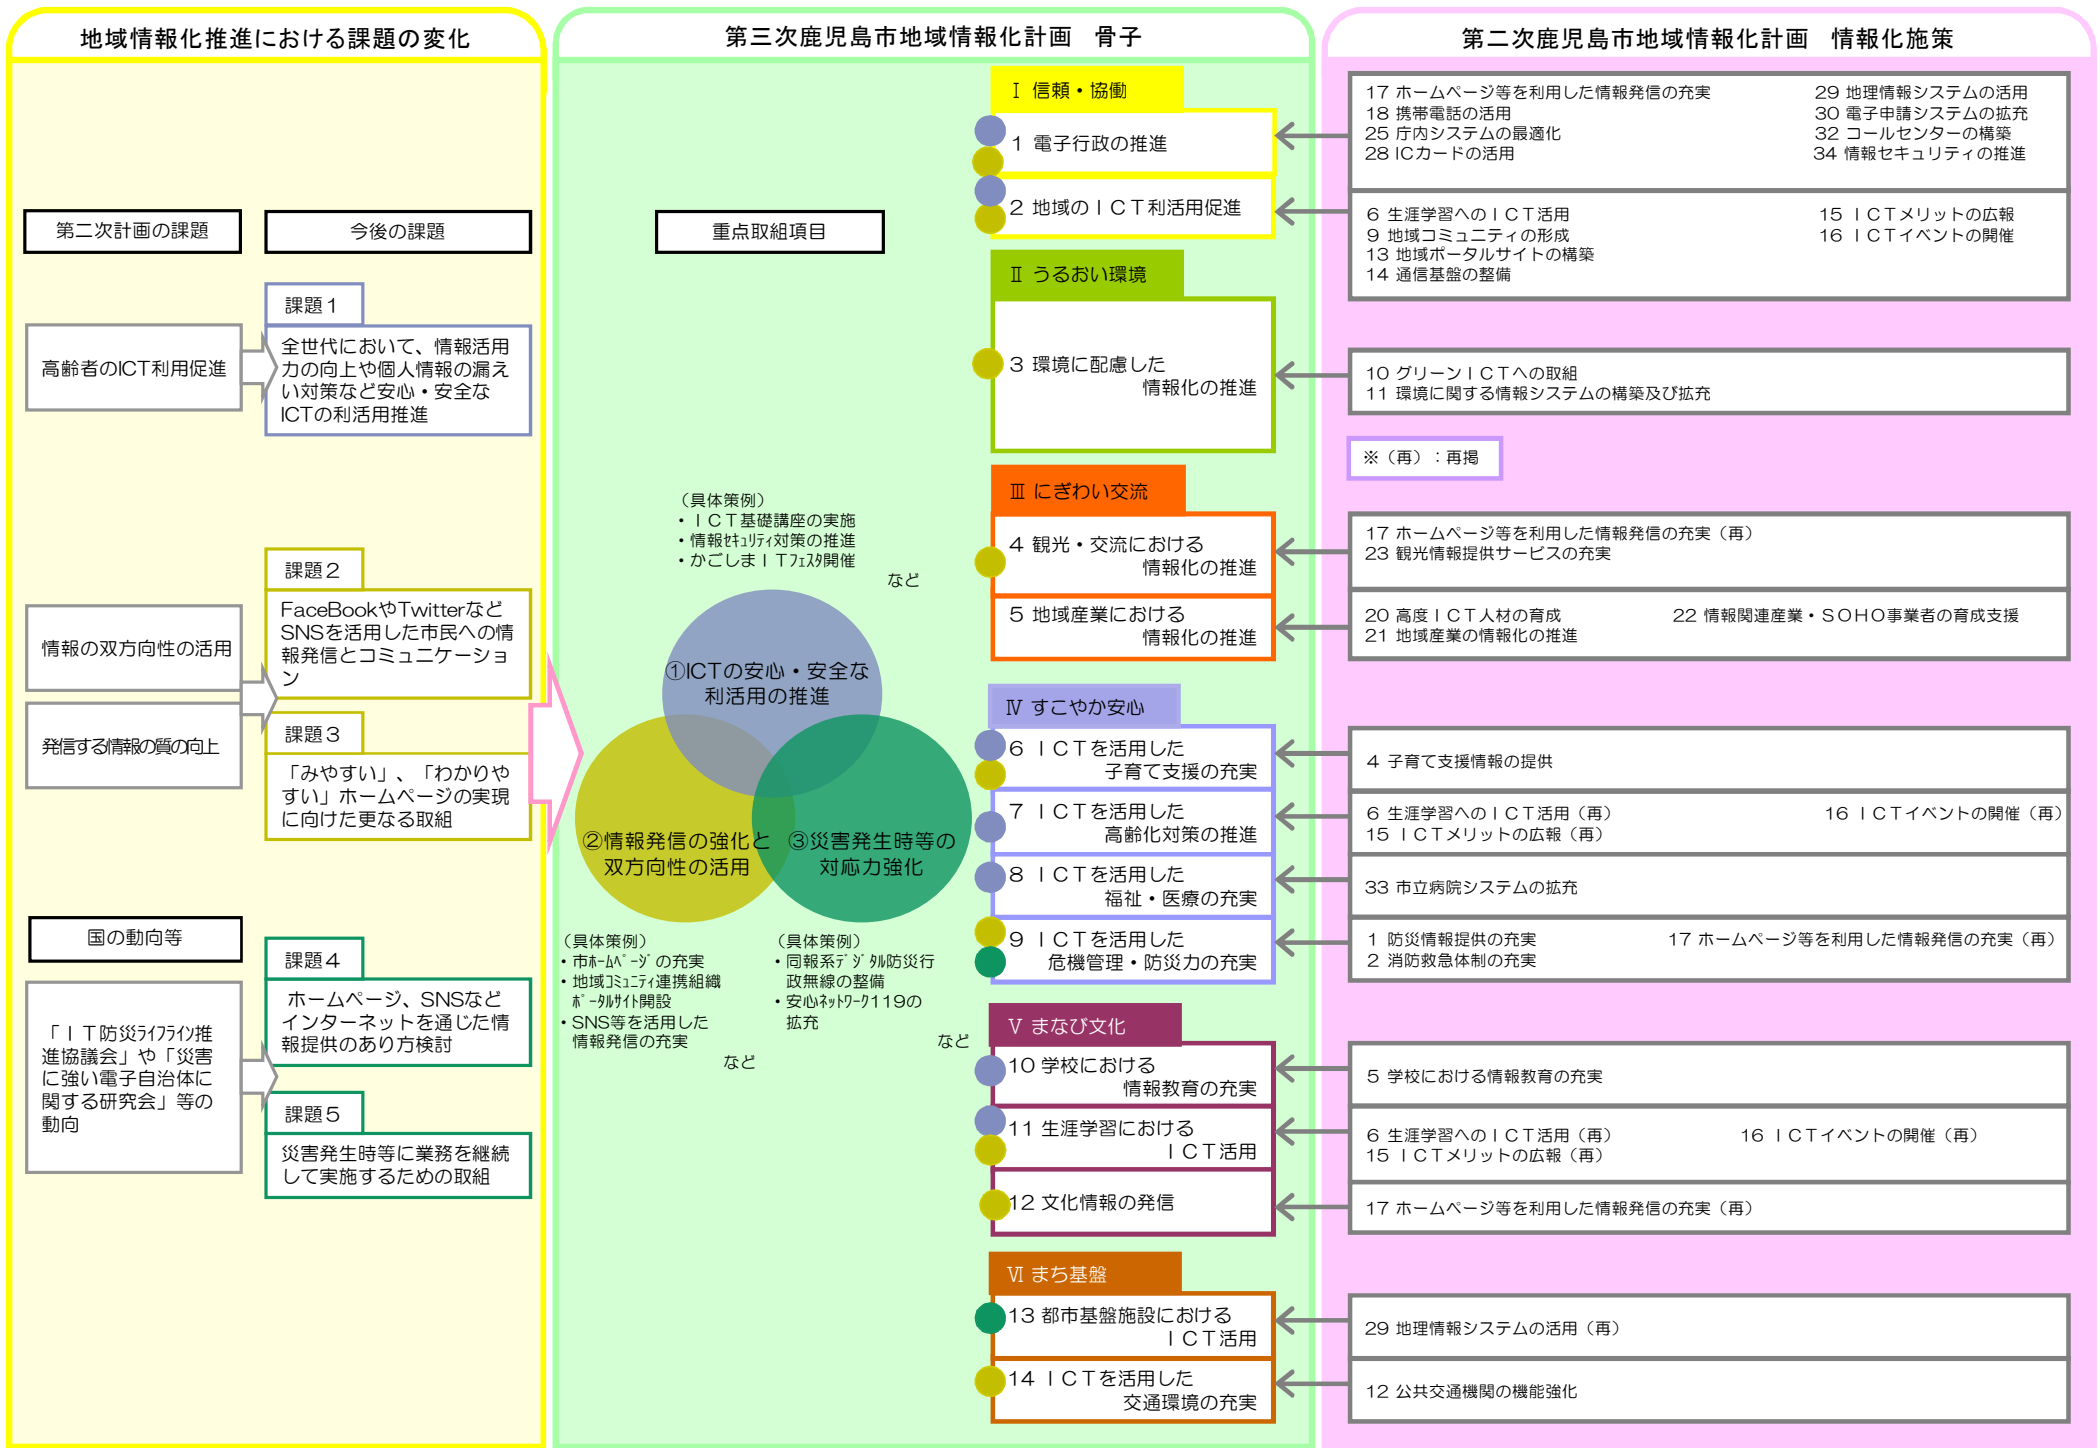 地域情報化推進における課題の変化
第二次計画の課題
今後の課題
高齢者のICT利用促進
課題１
全世代において、情報活用
力の向上や個人情報の漏え
い対策など安心・安全な
ICTの利活用推進
情報の双方向性の活用
発信する情報の質の向上
課題２
FaceBookやTwitterなど
SNSを活用した市民への情
報発信とコミュニケーショ
ン
課題３
「みやすい」、「わかりや
すい」ホームページの実現
に向けた更なる取組
国の動向等
「ＩＴ防災ﾗｲﾌﾗｲﾝ推
進協議会」や「災害
に強い電子自治体に
関する研究会」等の
動向
課題４
ホームページ、SNSなど
インターネットを通じた情
報提供のあり方検討
課題５
災害発生時等に業務を継続
して実施するための取組
第三次鹿児島市地域情報化計画　骨子
重点取組項目
（具体策例）
・ＩＣＴ基礎講座の実施
・情報ｾｷｭﾘﾃｨ対策の推進
・かごしまＩＴﾌｪｽﾀ開催
など
①ICTの安心・安全な
利活用の推進
②情報発信の強化と
双方向性の活用
③災害発生時等の
対応力強化
（具体策例）
・市ﾎｰﾑﾍﾟｰｼﾞの充実
・地域ｺﾐｭﾆﾃｨ連携組織
ﾎﾟｰﾀﾙｻｲﾄ開設
・SNS等を活用した
情報発信の充実
など
（具体策例）
・同報系ﾃﾞｼﾞﾀﾙ防災行
政無線の整備
・安心ﾈｯﾄﾜｰｸ119の
拡充
など
Ⅰ 信頼・協働
1 電子行政の推進
2 地域のＩＣＴ利活用促進
Ⅱ うるおい環境
3 環境に配慮した
情報化の推進
Ⅲ にぎわい交流
4 観光・交流における
情報化の推進
5 地域産業における
情報化の推進
Ⅳ すこやか安心
6 ＩＣＴを活用した
子育て支援の充実
7 ＩＣＴを活用した
高齢化対策の推進
8 ＩＣＴを活用した
福祉・医療の充実
9 ＩＣＴを活用した
危機管理・防災力の充実
Ⅴ まなび文化
10 学校における
情報教育の充実
11 生涯学習における
ＩＣＴ活用
12 文化情報の発信
Ⅵ まち基盤
13 都市基盤施設における
ＩＣＴ活用
14 ＩＣＴを活用した
交通環境の充実
第二次鹿児島市地域情報化計画　情報化施策
17 ホームページ等を利用した情報発信の充実
18 携帯電話の活用
25 庁内システムの最適化
28 ICカードの活用
29 地理情報システムの活用
30 電子申請システムの拡充
32 コールセンターの構築
34 情報セキュリティの推進
6 生涯学習へのＩＣＴ活用
9 地域コミュニティの形成
13 地域ポータルサイトの構築
14 通信基盤の整備
15 ＩＣＴメリットの広報
16 ＩＣＴイベントの開催
10 グリーンＩＣＴへの取組
11 環境に関する情報システムの構築及び拡充
※（再）：再掲
17 ホームページ等を利用した情報発信の充実（再）
23 観光情報提供サービスの充実
20 高度ＩＣＴ人材の育成
21 地域産業の情報化の推進
22 情報関連産業・ＳＯＨＯ事業者の育成支援
4 子育て支援情報の提供
6 生涯学習へのＩＣＴ活用（再）
15 ＩＣＴメリットの広報（再）
16 ＩＣＴイベントの開催（再）
33 市立病院システムの拡充
1 防災情報提供の充実
2 消防救急体制の充実
17 ホームページ等を利用した情報発信の充実（再）
5 学校における情報教育の充実
6 生涯学習へのＩＣＴ活用（再）
15 ＩＣＴメリットの広報（再）
16 ＩＣＴイベントの開催（再）
17 ホームページ等を利用した情報発信の充実（再）
29 地理情報システムの活用（再）
12 公共交通機関の機能強化